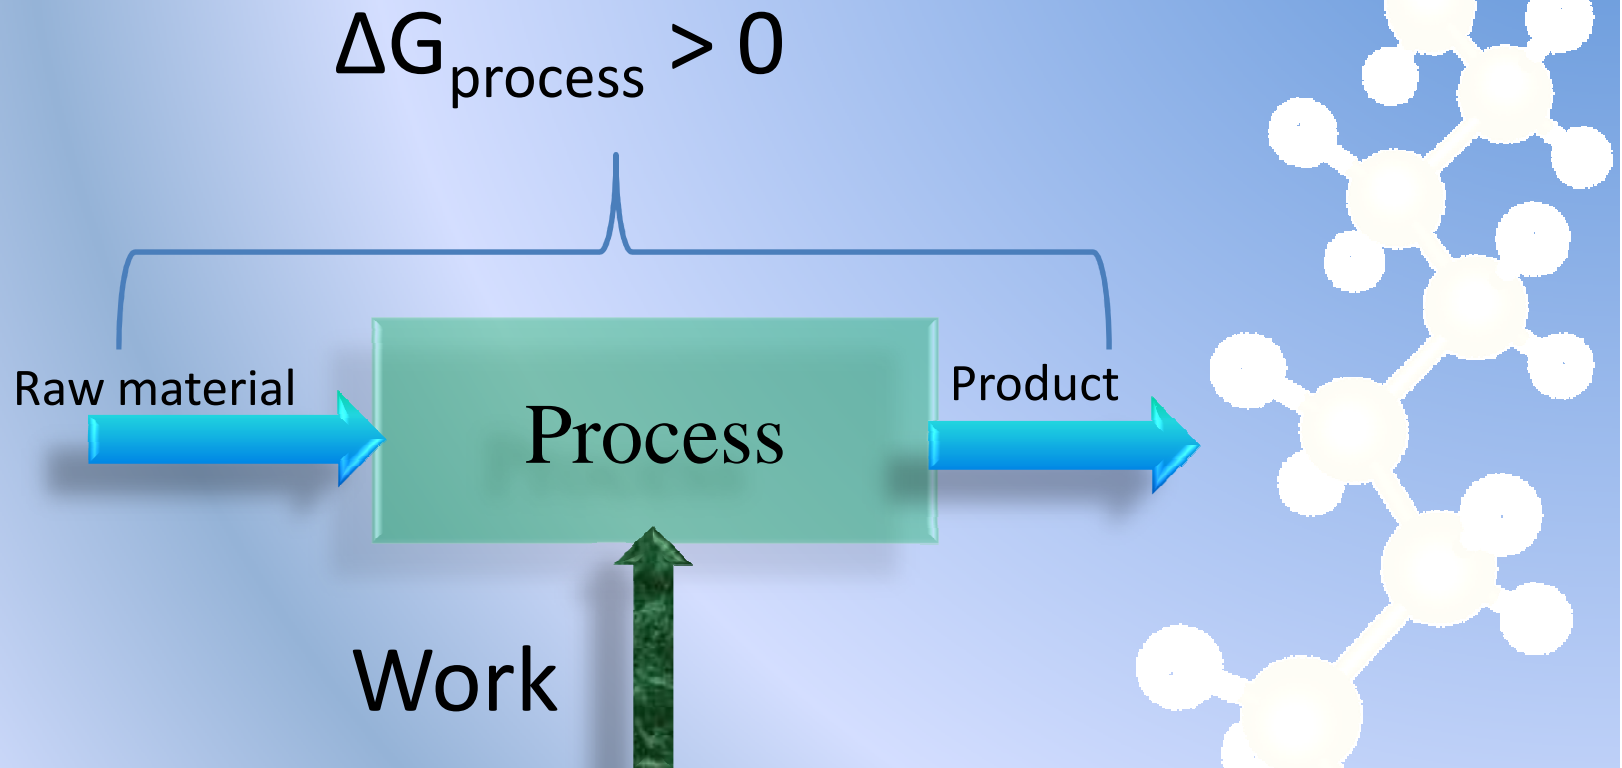 ΔGprocess > 0
Raw material
Product
Process
Work